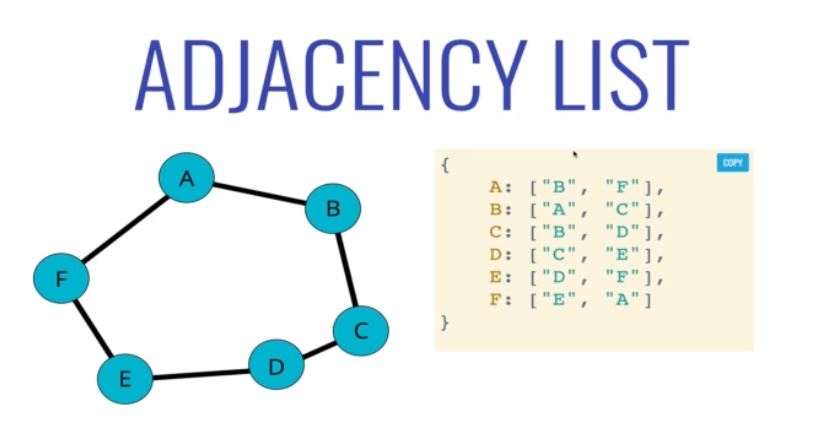 ADJACENCY LIST
A
B
F
C
D
E
{
COPY
A: ["B", "F"],
B: ["A", "C"],
C: ["B", "D"],
D: ["C", "E"],
E: ["D", "F"],
F: ["E", "A"]
}